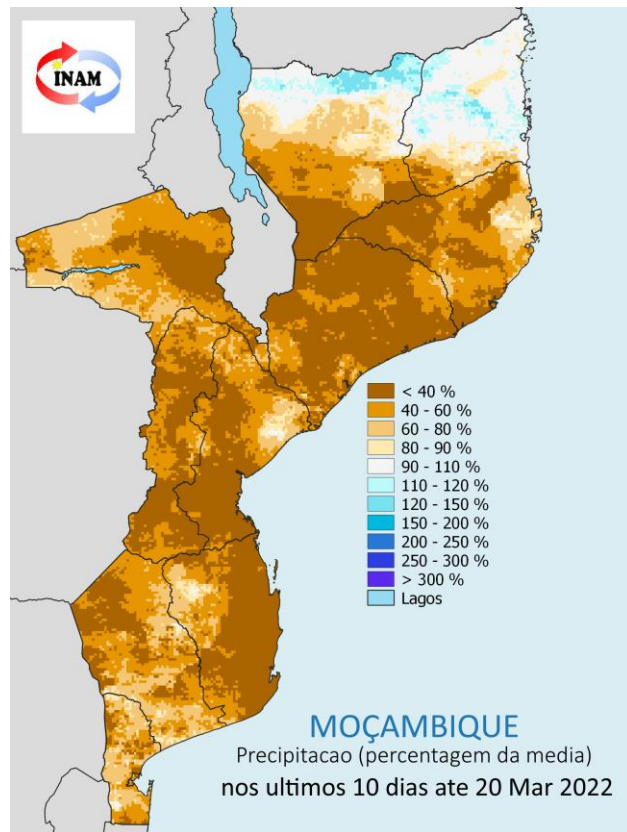 INAM
< 40 %
40 - 60 %
60 - 80 %
80 - 90 %
90 - 110 %
110 - 120 %
120 - 150 %
150 - 200 %
200 - 250 %
250 - 300 %
> 300 %
Lagos
MOÇAMBIQUE
Precipitacao (percentagem da media)
nos ultimos 10 dias ate 20 Mar 2022